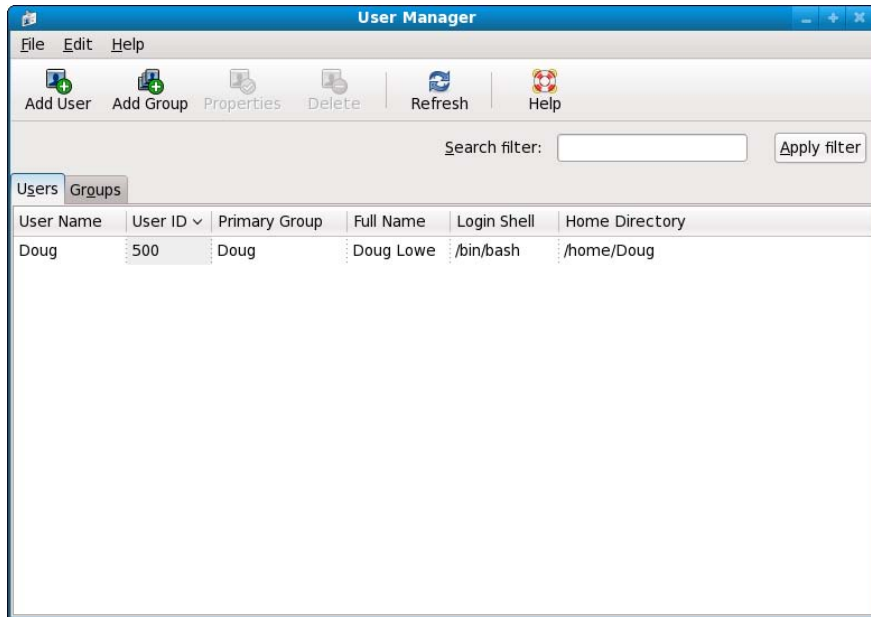 User Manager
File Edit Help
Add User Add Group Properties Delete Refresh Help
Search filter: Apply filter
Users Groups
User Name User ID Primary Group Full Name Login Shell Home Directory
Doug 500 Doug Doug Lowe /bin/bash /home/Doug